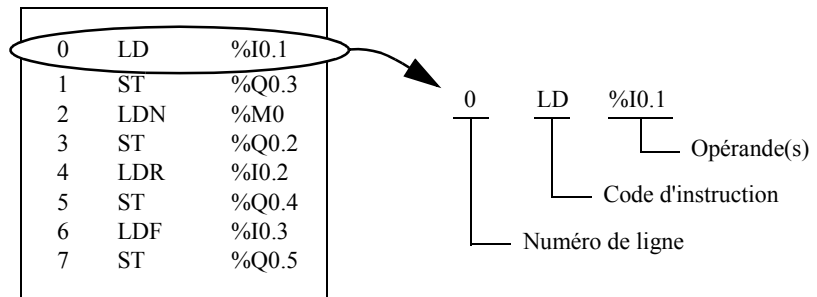 0 LD %I0.1
1 ST %Q0.3
2 LDN %M0
3 ST %Q0.2
4 LDR %I0.2
5 ST %Q0.4
6 LDF %I0.3
7 ST %Q0.5
0 LD %I0.1
Opérande(s)
Code d'instruction
Numéro de ligne